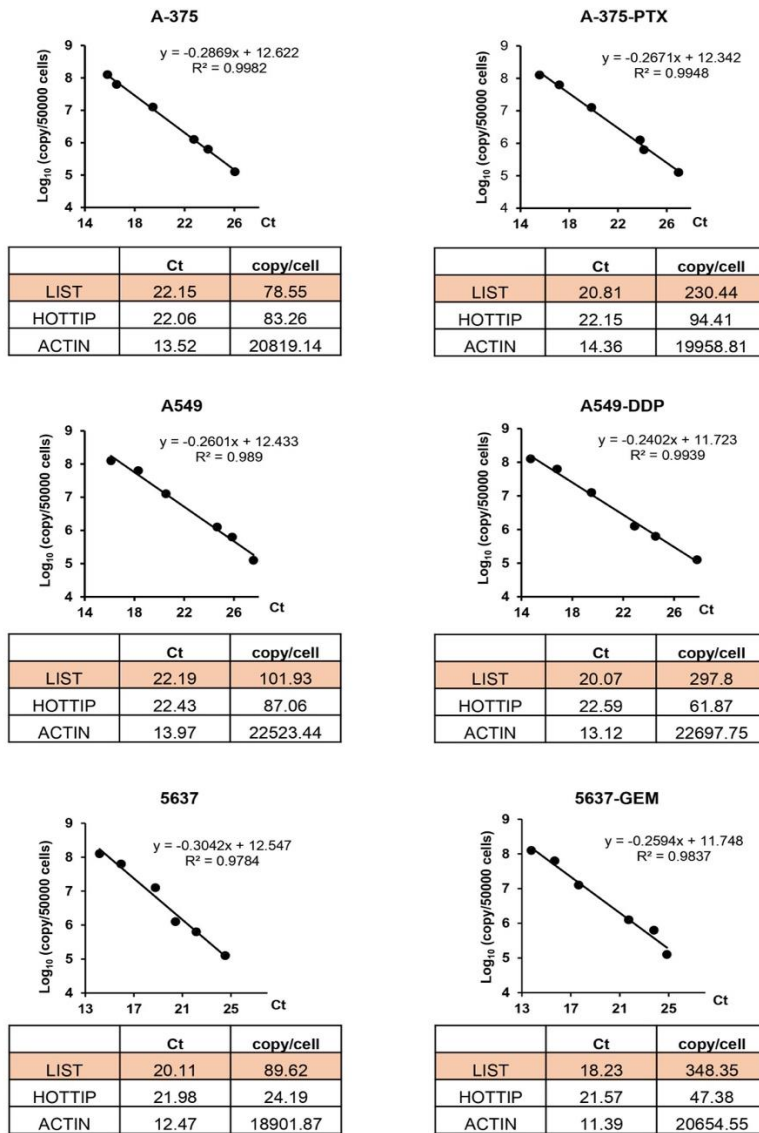 A-375
y = -0.2869x + 12.622
R² = 0.9982
Log₁₀ (copy/50000 cells)
9
8
7
6
5
4
14 18 22 26 Ct
Ct copy/cell
LIST 22.15 78.55
HOTTIP 22.06 83.26
ACTIN 13.52 20819.14
A-375-PTX
y = -0.2671x + 12.342
R² = 0.9948
Log₁₀ (copy/50000 cells)
9
8
7
6
5
4
14 18 22 26 Ct
Ct copy/cell
LIST 20.81 230.44
HOTTIP 22.15 94.41
ACTIN 14.36 19958.81
A549
y = -0.2601x + 12.433
R² = 0.989
Log₁₀ (copy/50000 cells)
9
8
7
6
5
4
14 18 22 26 Ct
Ct copy/cell
LIST 22.19 101.93
HOTTIP 22.43 87.06
ACTIN 13.97 22523.44
A549-DDP
y = -0.2402x + 11.723
R² = 0.9939
Log₁₀ (copy/50000 cells)
9
8
7
6
5
4
14 18 22 26 Ct
Ct copy/cell
LIST 20.07 297.8
HOTTIP 22.59 61.87
ACTIN 13.12 22697.75
5637
y = -0.3042x + 12.547
R² = 0.9784
Log₁₀ (copy/50000 cells)
9
8
7
6
5
4
13 17 21 25 Ct
Ct copy/cell
LIST 20.11 89.62
HOTTIP 21.98 24.19
ACTIN 12.47 18901.87
5637-GEM
y = -0.2594x + 11.748
R² = 0.9837
Log₁₀ (copy/50000 cells)
9
8
7
6
5
4
13 17 21 25 Ct
Ct copy/cell
LIST 18.23 348.35
HOTTIP 21.57 47.38
ACTIN 11.39 20654.55